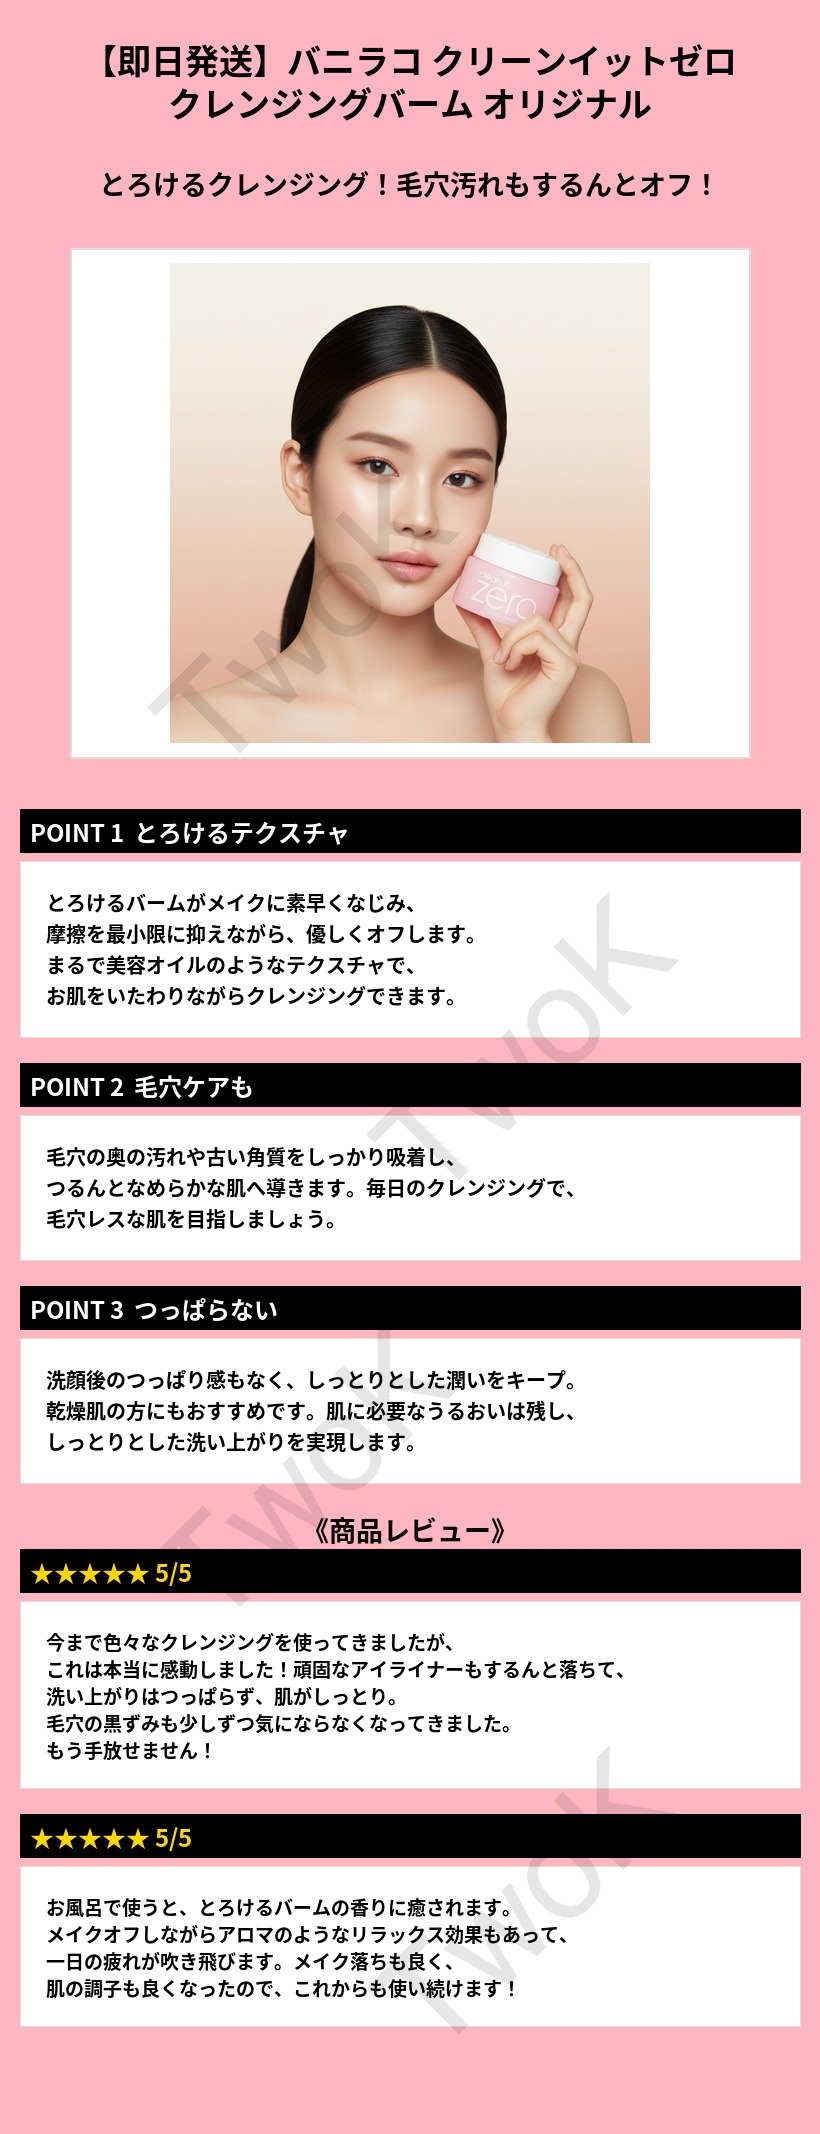 【即日発送】バニラコ クリーンイットゼロ
クレンジングバーム オリジナル
とろけるクレンジング！毛穴汚れもするんとオフ！
clean it
zero
TwoK
POINT 1 とろけるテクスチャ
とろけるバームがメイクに素早くなじみ、
摩擦を最小限に抑えながら、優しくオフします。
まるで美容オイルのようなテクスチャで、
お肌をいたわりながらクレンジングできます。
TwoK
POINT 2 毛穴ケアも
毛穴の奥の汚れや古い角質をしっかり吸着し、
つるんとなめらかな肌へ導きます。毎日のクレンジングで、
毛穴レスな肌を目指しましょう。
POINT 3 つっぱらない
洗顔後のつっぱり感もなく、しっとりとした潤いをキープ。
乾燥肌の方にもおすすめです。肌に必要なうるおいは残し、
しっとりとした洗い上がりを実現します。
TwoK
《商品レビュー》
★★★★★ 5/5
今まで色々なクレンジングを使ってきましたが、
これは本当に感動しました！頑固なアイライナーもするんと落ちて、
洗い上がりはつっぱらず、肌がしっとり。
毛穴の黒ずみも少しずつ気にならなくなってきました。
もう手放せません！
★★★★★ 5/5
お風呂で使うと、とろけるバームの香りに癒されます。
メイクオフしながらアロマのようなリラックス効果もあって、
一日の疲れが吹き飛びます。メイク落ちも良く、
肌の調子も良くなったので、これからも使い続けます！
TwoK